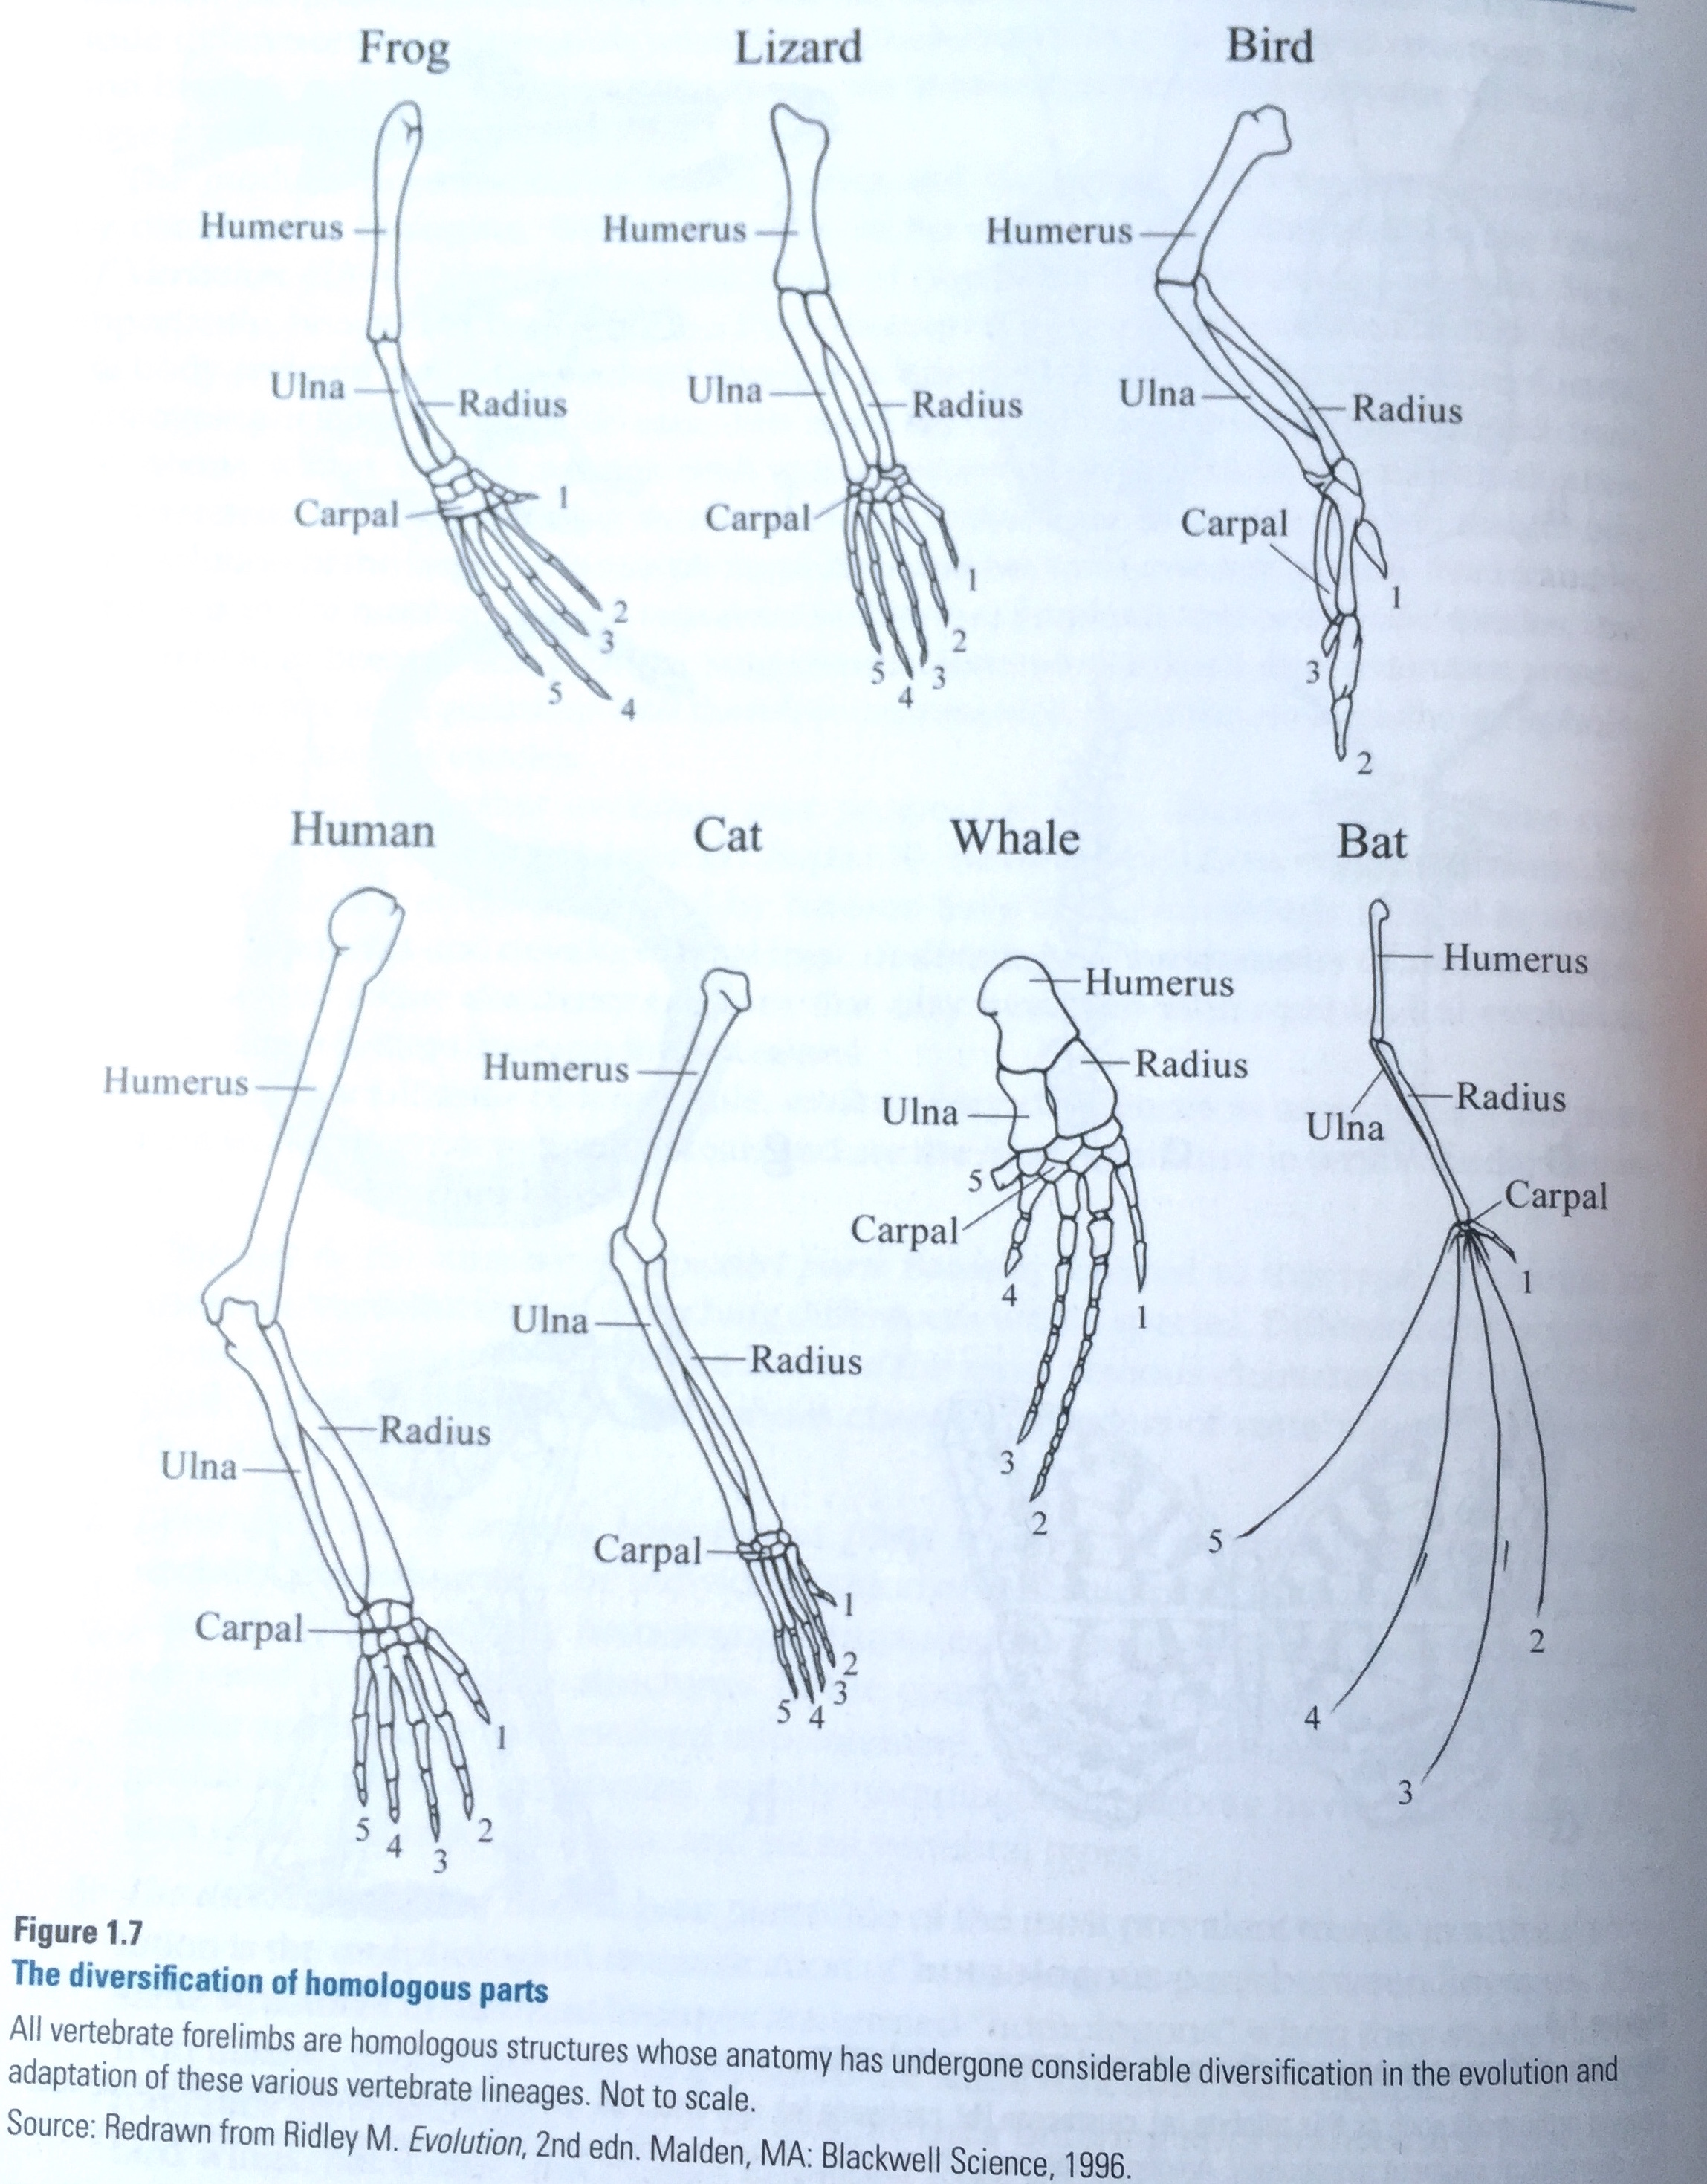 Frog
Lizard
Bird
Humerus
Humerus
Humerus
Ulna
Radius
Ulna
Radius
Ulna
Radius
Carpal
1
2
3
5
4
Carpal
1
2
3
4
5
Carpal
1
3
2
Human
Cat
Whale
Bat
Humerus
Radius
Ulna
Carpal
1
2
3
4
5
Humerus
Ulna
Radius
Carpal
1
2
3
4
5
Humerus
Radius
Ulna
5
Carpal
4
1
3
2
Humerus
Radius
Ulna
Carpal
1
5
2
4
3
Figure 1.7
The diversification of homologous parts
All vertebrate forelimbs are homologous structures whose anatomy has undergone considerable diversification in the evolution and
adaptation of these various vertebrate lineages. Not to scale.
Source: Redrawn from Ridley M. Evolution, 2nd edn. Malden, MA: Blackwell Science, 1996.